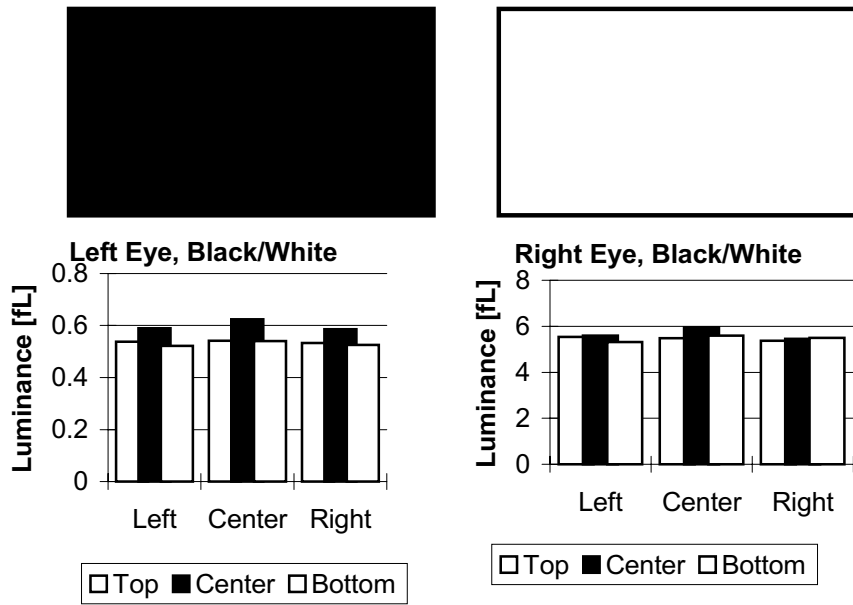 Left Eye, Black/White
Luminance [fL]
0.8
0.6
0.4
0.2
0
Left Center Right
Top Center Bottom
Right Eye, Black/White
Luminance [fL]
8
6
4
2
0
Left Center Right
Top Center Bottom